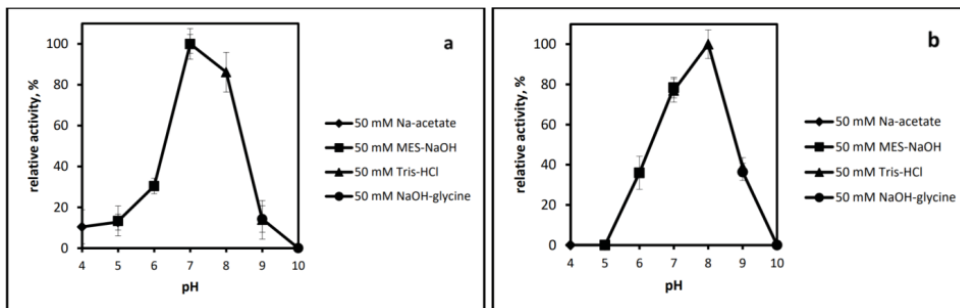 a
relative activity, %
100
80
60
40
20
0
4 5 6 7 8 9 10
pH
50 mM Na-acetate
50 mM MES-NaOH
50 mM Tris-HCl
50 mM NaOH-glycine
b
relative activity, %
100
80
60
40
20
0
4 5 6 7 8 9 10
pH
50 mM Na-acetate
50 mM MES-NaOH
50 mM Tris-HCl
50 mM NaOH-glycine